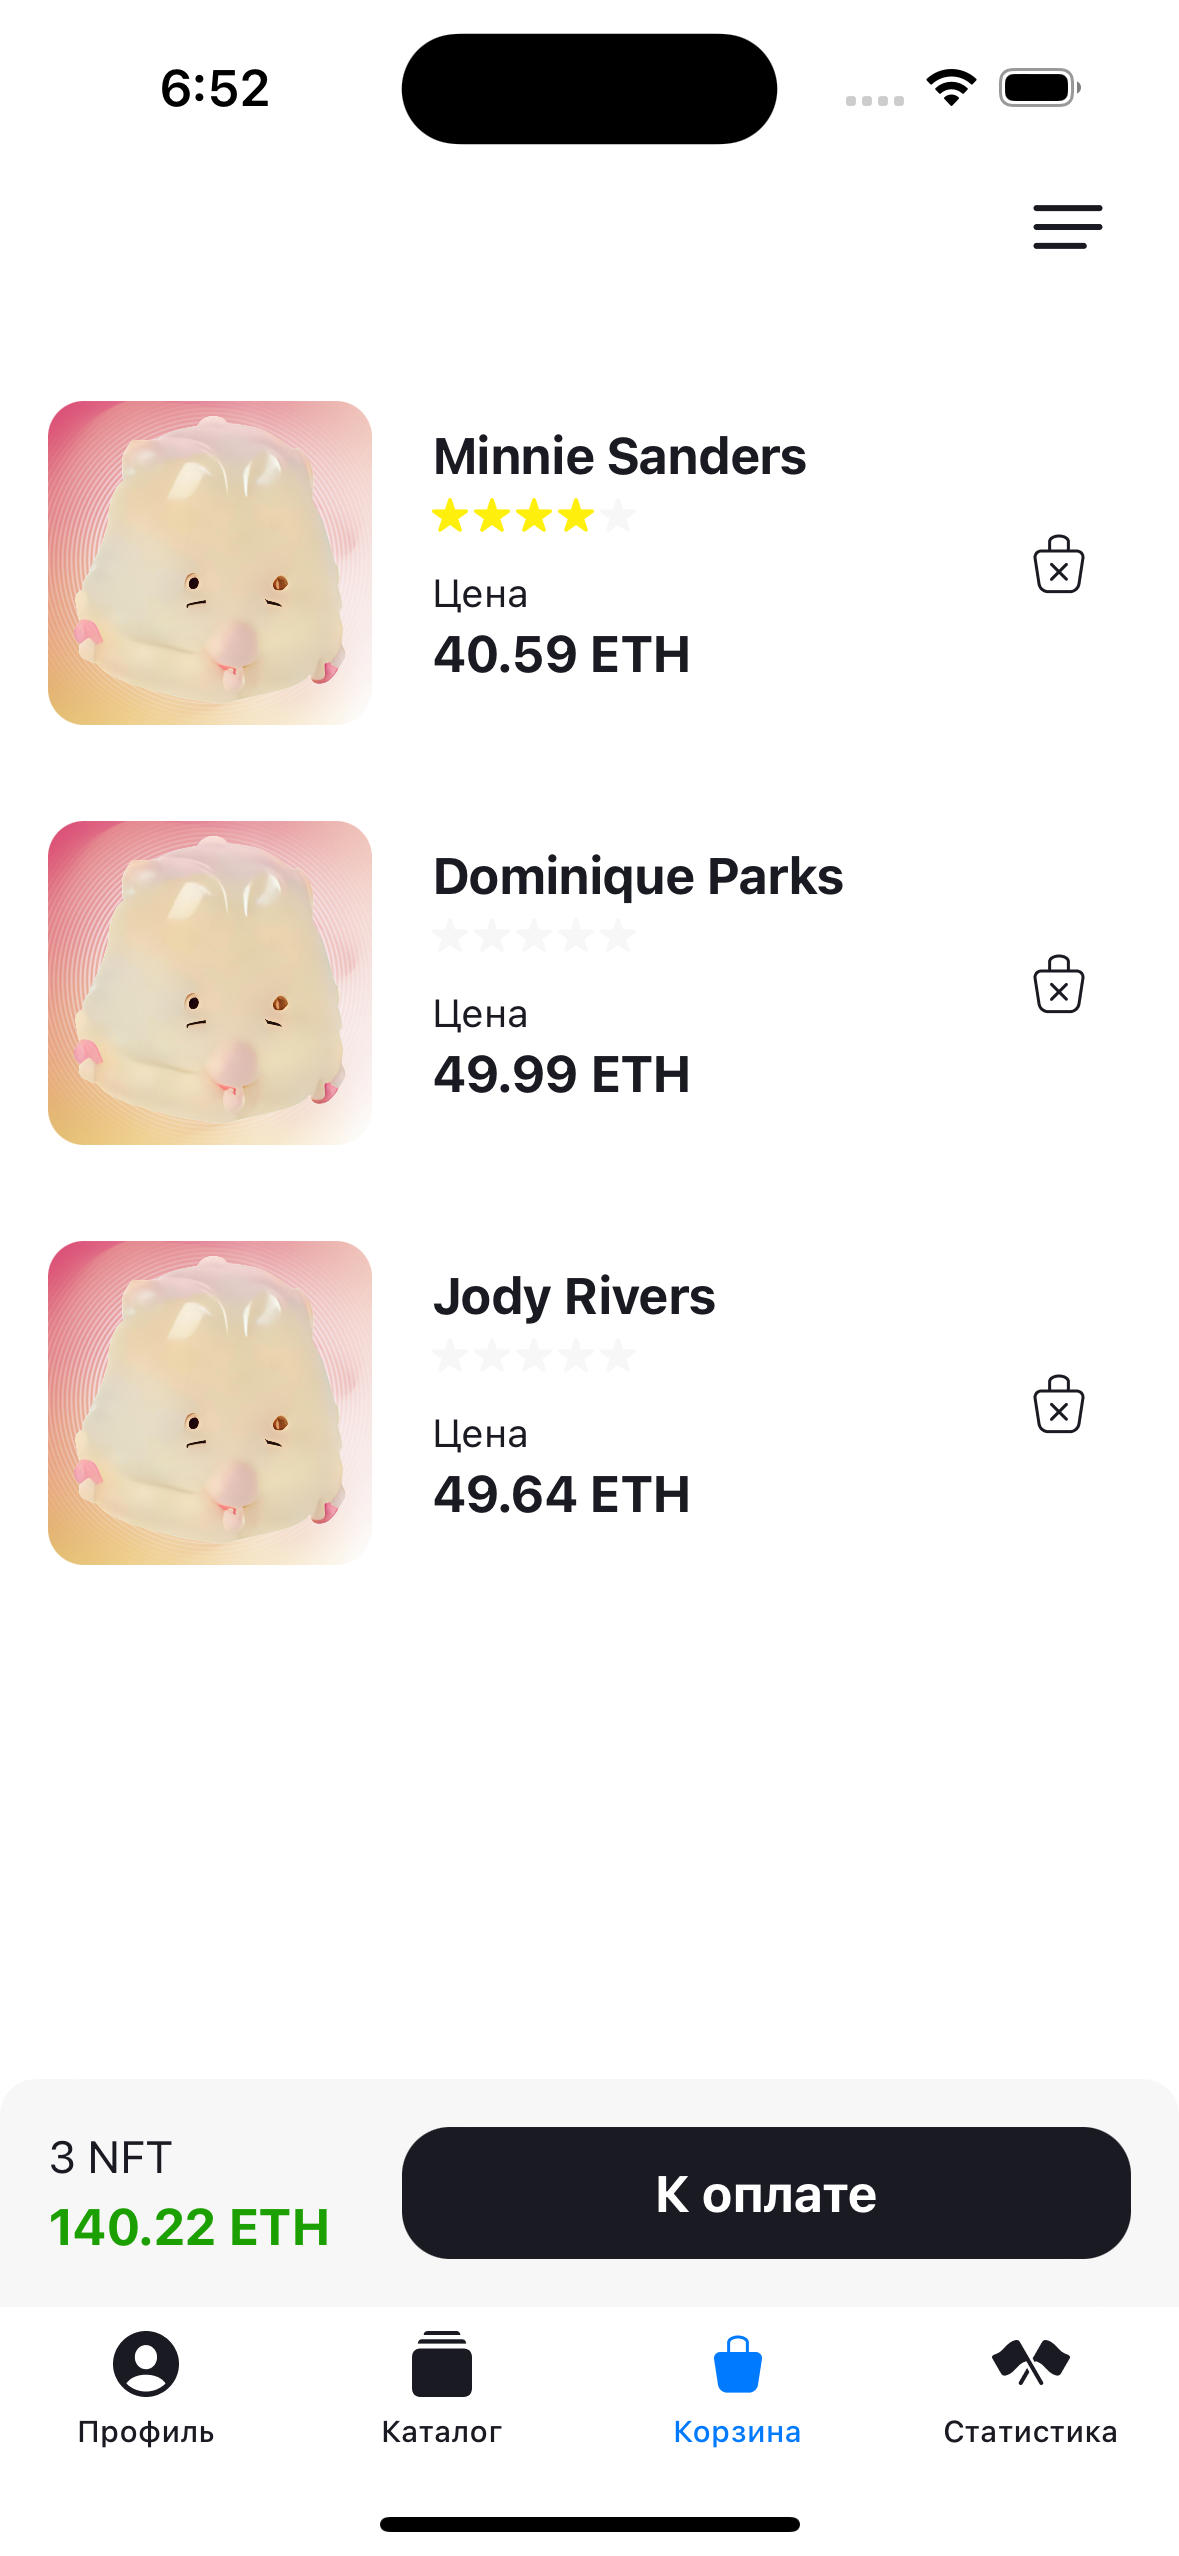 6:52
Minnie Sanders
Цена
40.59 ETH
Dominique Parks
Цена
49.99 ETH
Jody Rivers
Цена
49.64 ETH
3 NFT
140.22 ETH
К оплате
Профиль
Каталог
Корзина
Статистика